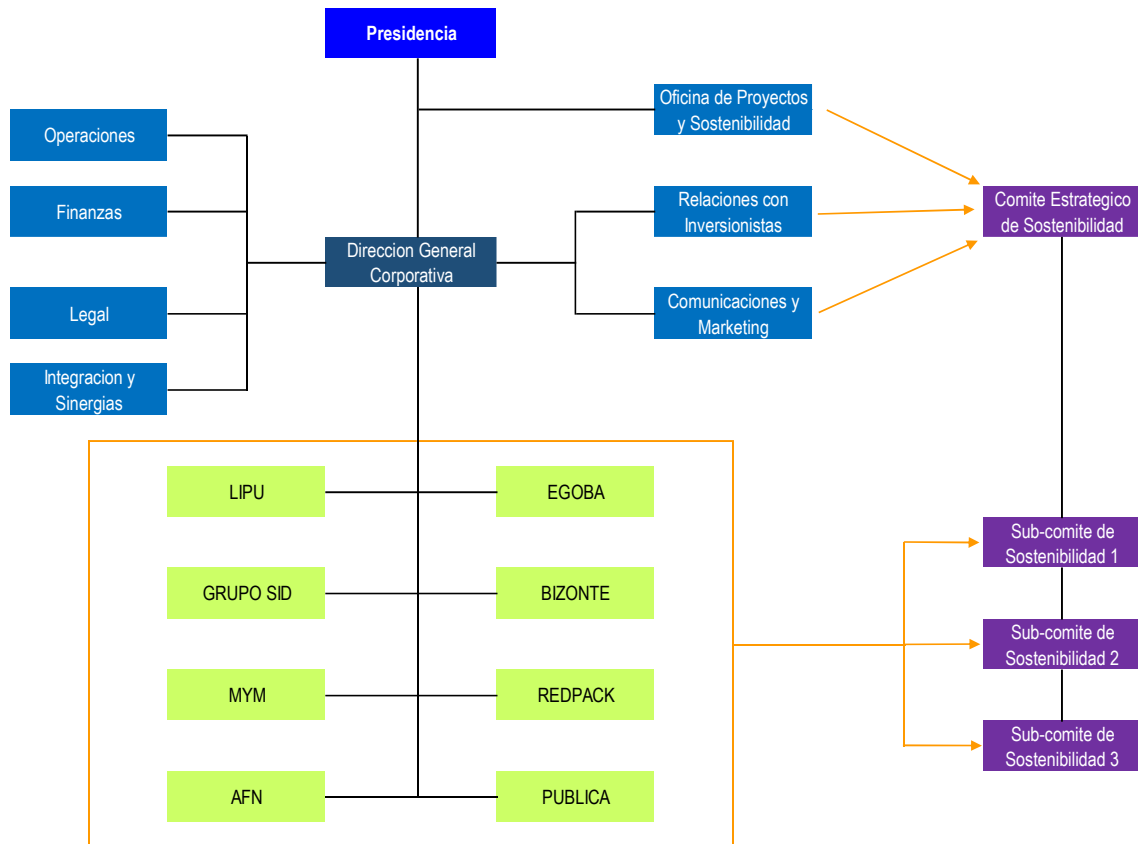 Presidencia
Oficina de Proyectos
y Sostenibilidad
Operaciones
Finanzas
Relaciones con
Inversionistas
Comite Estrategico
de Sostenibilidad
Direccion General
Corporativa
Legal
Comunicaciones y
Marketing
Integracion y
Sinergias
LIPU
EGOBA
Sub-comite de
Sostenibilidad 1
GRUPO SID
BIZONTE
Sub-comite de
Sostenibilidad 2
MYM
REDPACK
Sub-comite de
Sostenibilidad 3
AFN
PUBLICA